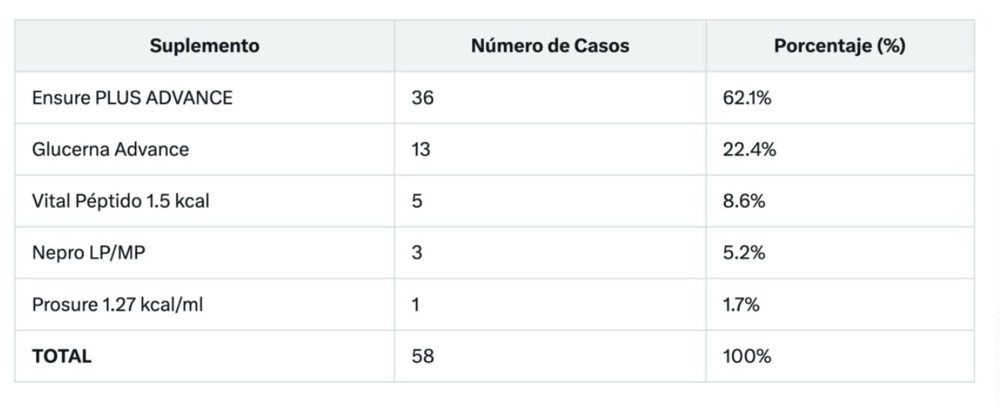 Suplemento Número de Casos Porcentaje (%)
Ensure PLUS ADVANCE 36 62.1%
Glucerna Advance 13 22.4%
Vital Péptido 1.5 kcal 5 8.6%
Nepro LP/MP 3 5.2%
Prosure 1.27 kcal/ml 1 1.7%
TOTAL 58 100%